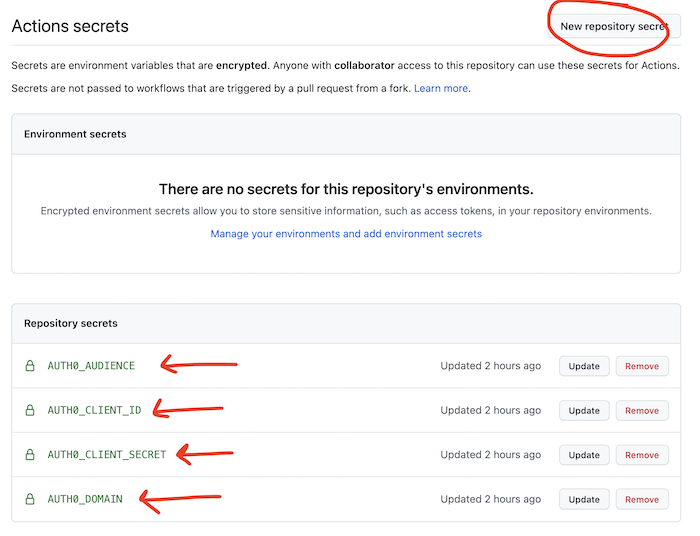 Actions secrets
New repository secret
Secrets are environment variables that are encrypted. Anyone with collaborator access to this repository can use these secrets for Actions.
Secrets are not passed to workflows that are triggered by a pull request from a fork. Learn more.
Environment secrets
There are no secrets for this repository's environments.
Encrypted environment secrets allow you to store sensitive information, such as access tokens, in your repository environments.
Manage your environments and add environment secrets
Repository secrets
AUTH0_AUDIENCE Updated 2 hours ago Update Remove
AUTH0_CLIENT_ID Updated 2 hours ago Update Remove
AUTH0_CLIENT_SECRET Updated 2 hours ago Update Remove
AUTH0_DOMAIN Updated 2 hours ago Update Remove